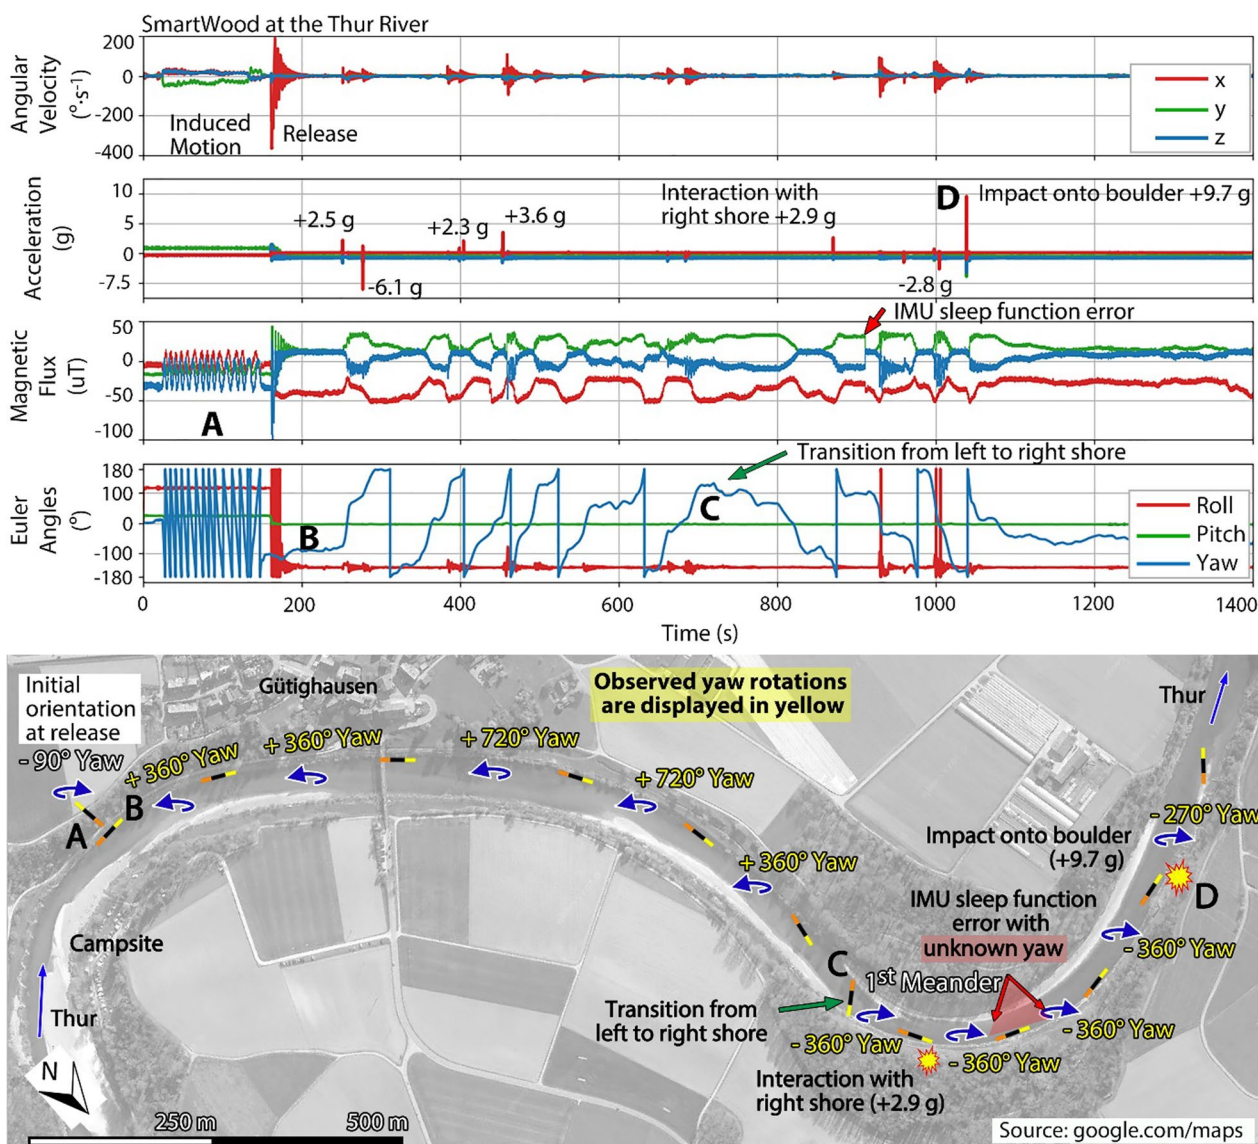 SmartWood at the Thur River
Angular
Velocity
(°·s⁻¹)
200
0
-200
-400
Induced
Motion
Release
x
y
z
Acceleration
(g)
10
5
0
-7.5
+2.5 g
-6.1 g
+2.3 g
+3.6 g
Interaction with
right shore +2.9 g
-2.8 g
D
Impact onto boulder +9.7 g
Magnetic
Flux
(uT)
50
0
-50
-100
A
IMU sleep function error
Euler
Angles
(°)
180
100
0
-100
-180
B
C
Transition from left to right shore
Roll
Pitch
Yaw
0
200
400
600
800
1000
1200
1400
Time (s)
Initial
orientation
at release
- 90° Yaw
A
B
+ 360° Yaw
Gütighausen
+ 360° Yaw
Observed yaw rotations
are displayed in yellow
+ 720° Yaw
+ 720° Yaw
+ 360° Yaw
Thur
- 270° Yaw
Impact onto boulder
(+9.7 g)
D
IMU sleep function
error with
unknown yaw
- 360° Yaw
Campsite
Thur
C
1st Meander
Transition from
left to right shore
- 360° Yaw
- 360° Yaw
- 360° Yaw
Interaction with
right shore (+2.9 g)
N
250 m
500 m
Source: google.com/maps